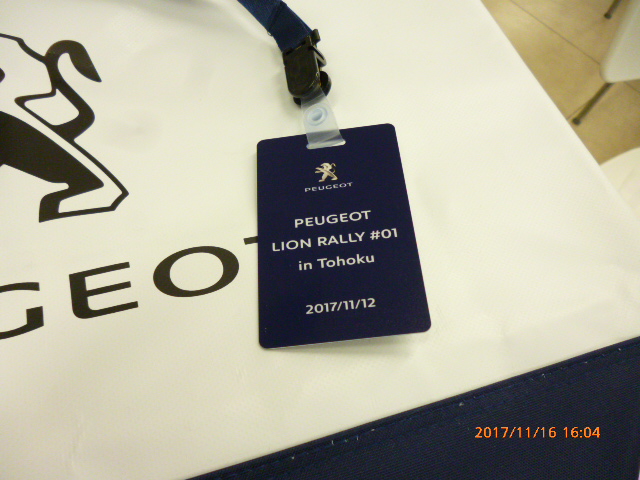 PEUGEOT
PEUGEOT
LION RALLY #01
in Tohoku
2017/11/12
GEOT
2017/11/16 16:04